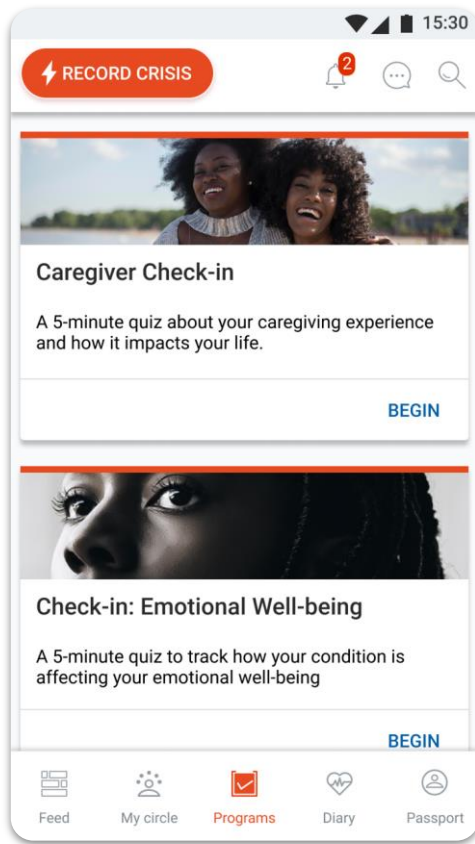 15:30
RECORD CRISIS
2
Caregiver Check-in
A 5-minute quiz about your caregiving experience
and how it impacts your life.
BEGIN
Check-in: Emotional Well-being
A 5-minute quiz to track how your condition is
affecting your emotional well-being
BEGIN
Feed
My circle
Programs
Diary
Passport